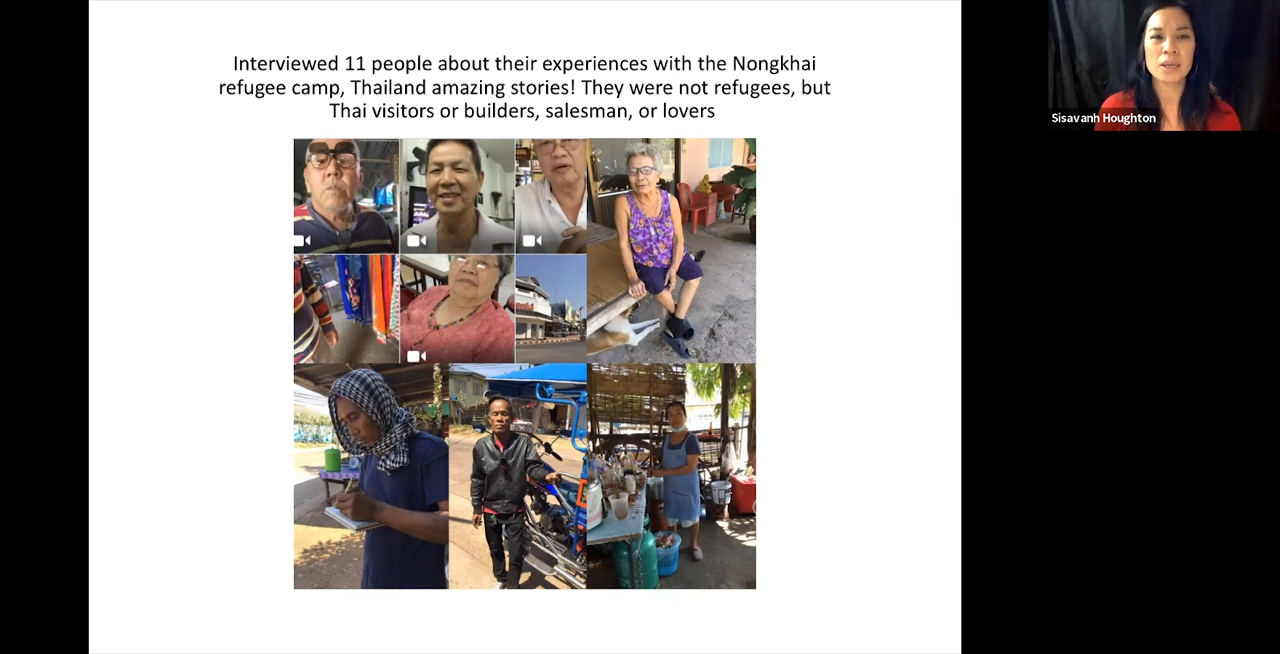 Interviewed 11 people about their experiences with the Nongkhai
refugee camp, Thailand amazing stories! They were not refugees, but
Thai visitors or builders, salesman, or lovers
Sisavanh Houghton